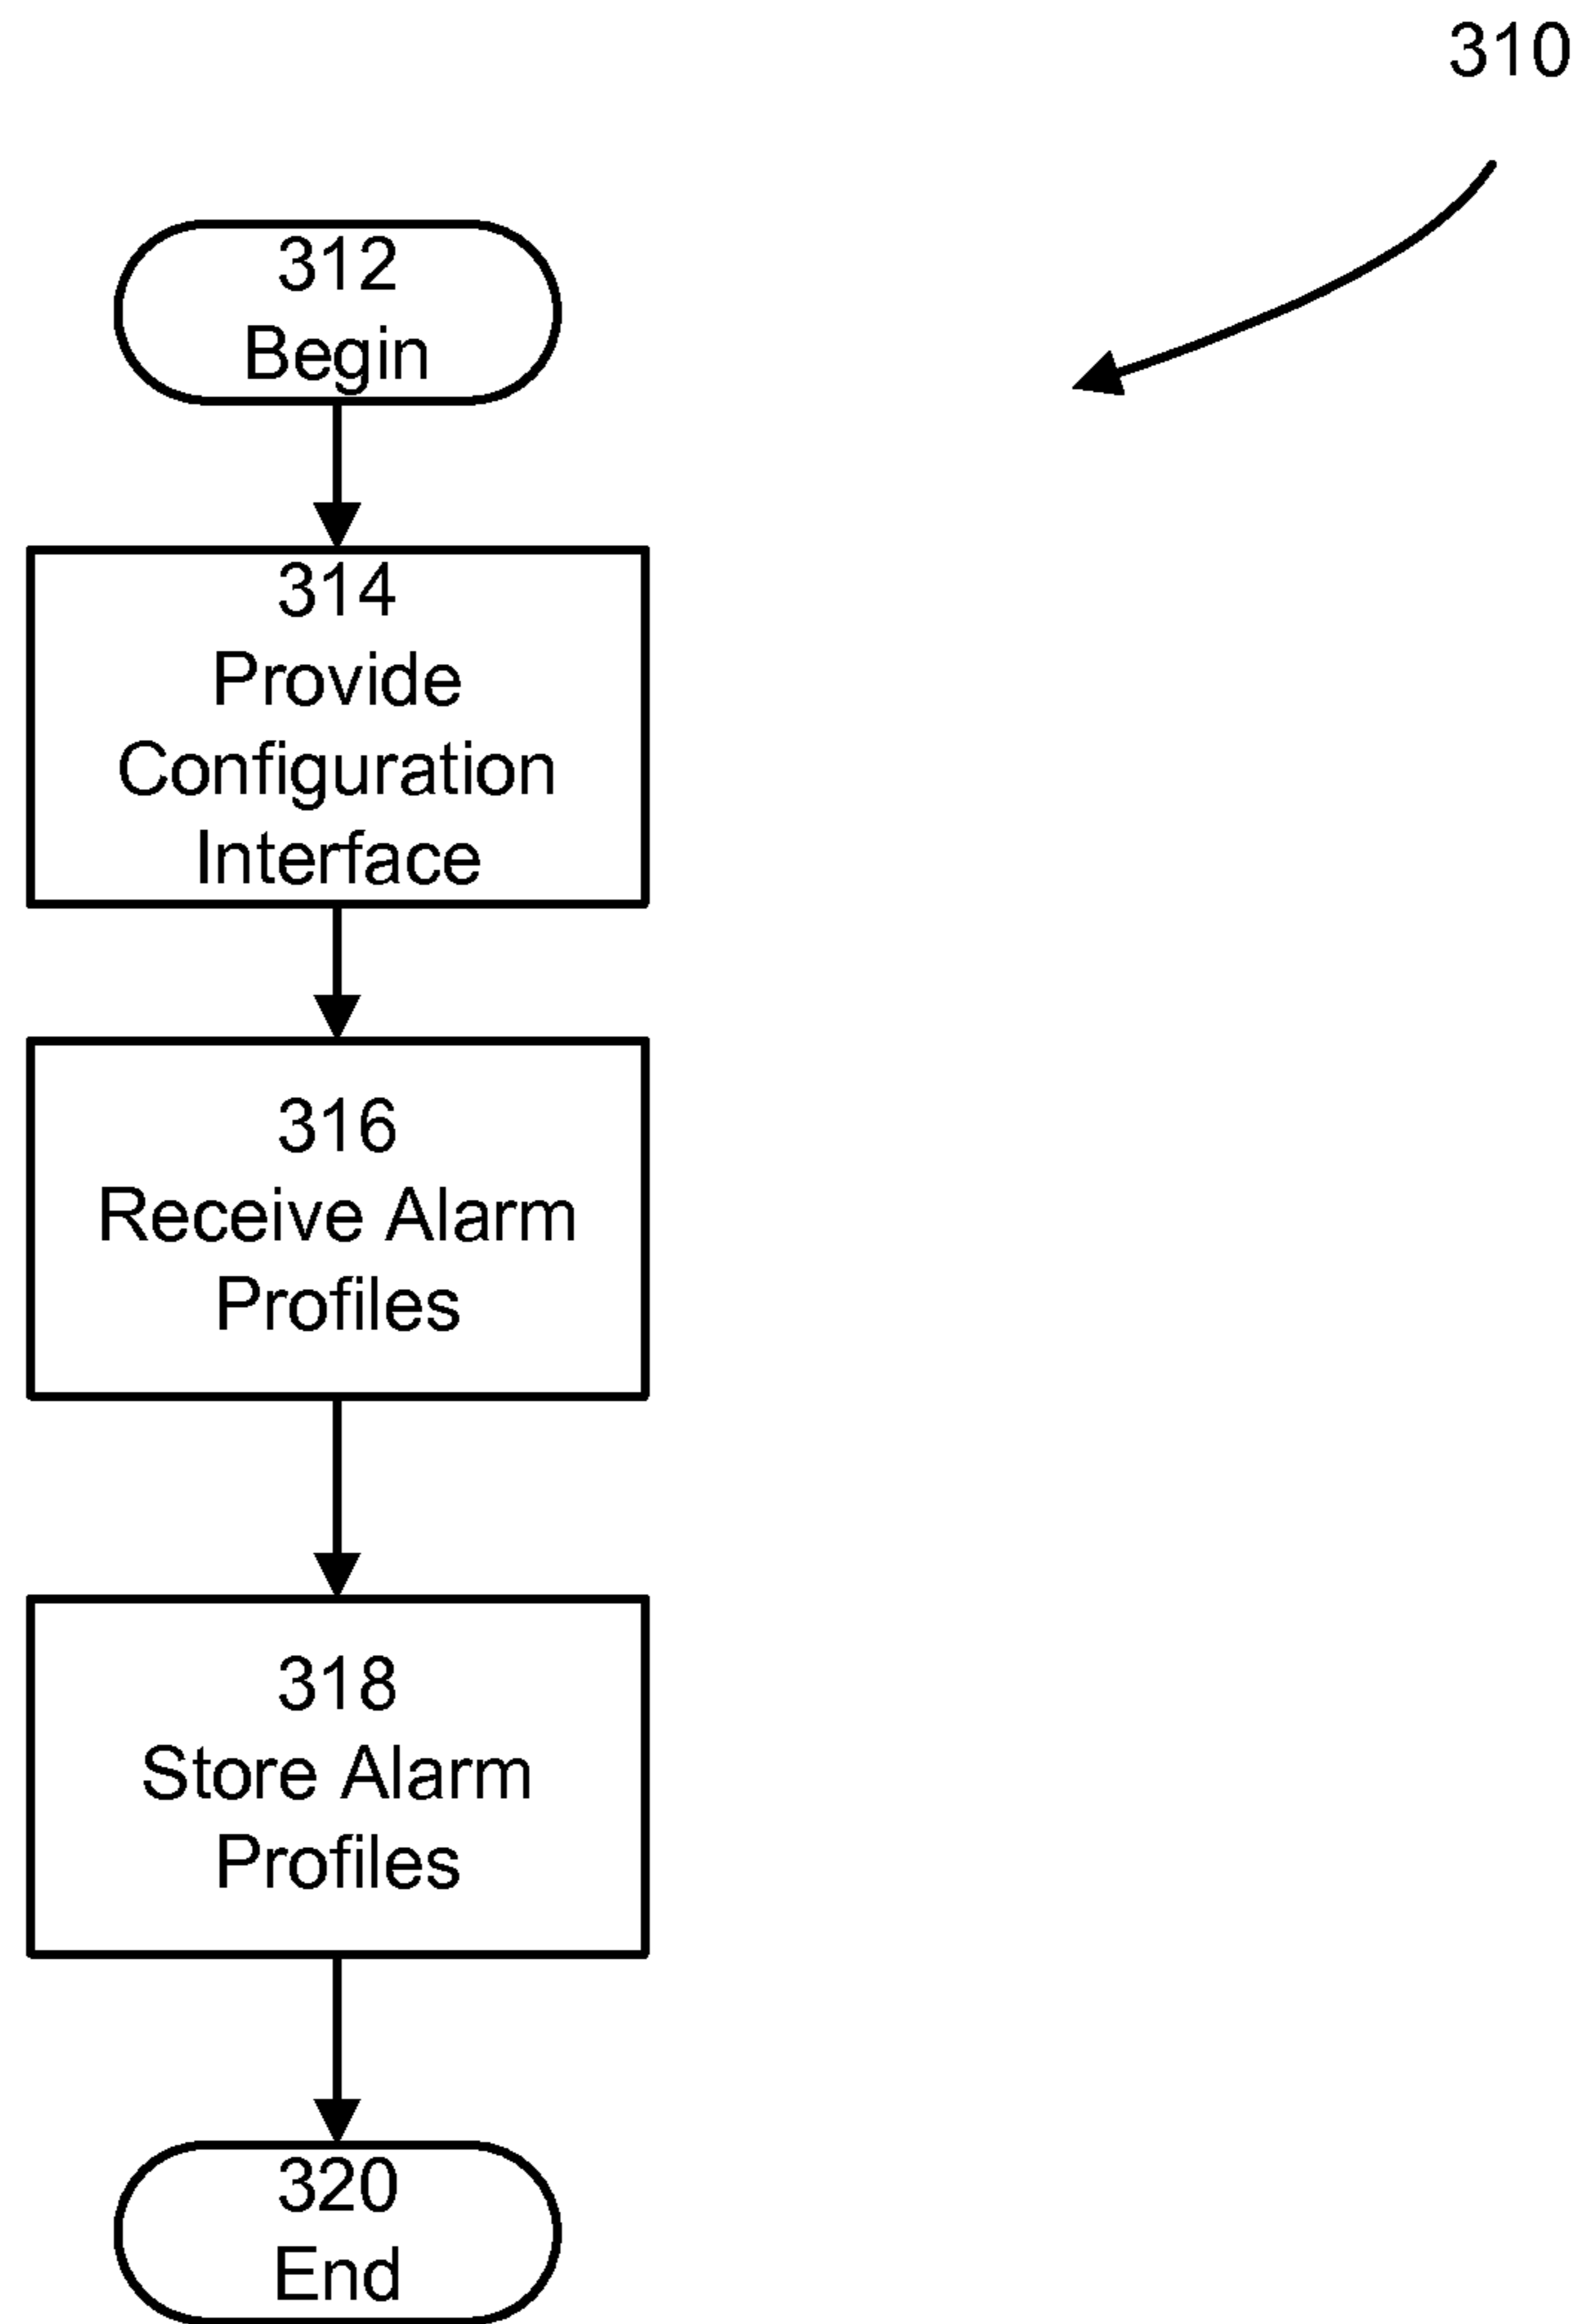 310
312
Begin
314
Provide
Configuration
Interface
316
Receive Alarm
Profiles
318
Store Alarm
Profiles
320
End